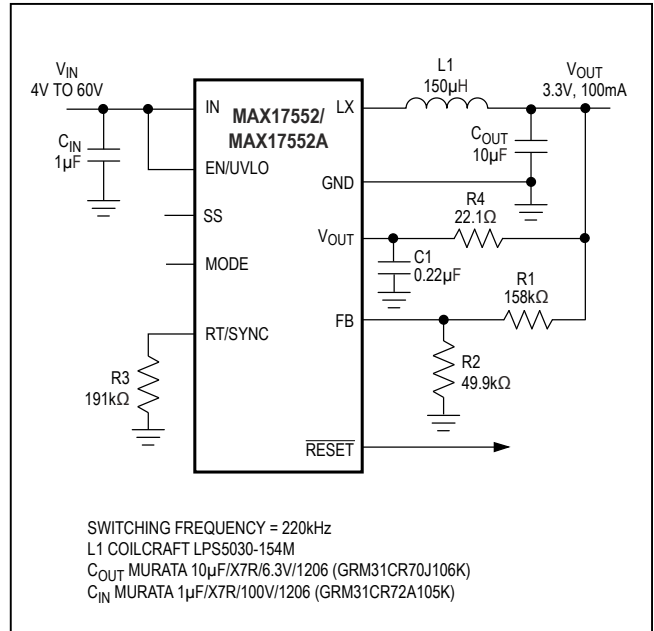 VIN
4V TO 60V
CIN
1µF
IN
EN/UVLO
SS
MODE
RT/SYNC
R3
191kΩ
MAX17552/
MAX17552A
LX
GND
VOUT
FB
RESET
L1
150µH
VOUT
3.3V, 100mA
COUT
10µF
R4
22.1Ω
C1
0.22µF
R1
158kΩ
R2
49.9kΩ
SWITCHING FREQUENCY = 220kHz
L1 COILCRAFT LPS5030-154M
COUT MURATA 10µF/X7R/6.3V/1206 (GRM31CR70J106K)
CIN MURATA 1µF/X7R/100V/1206 (GRM31CR72A105K)